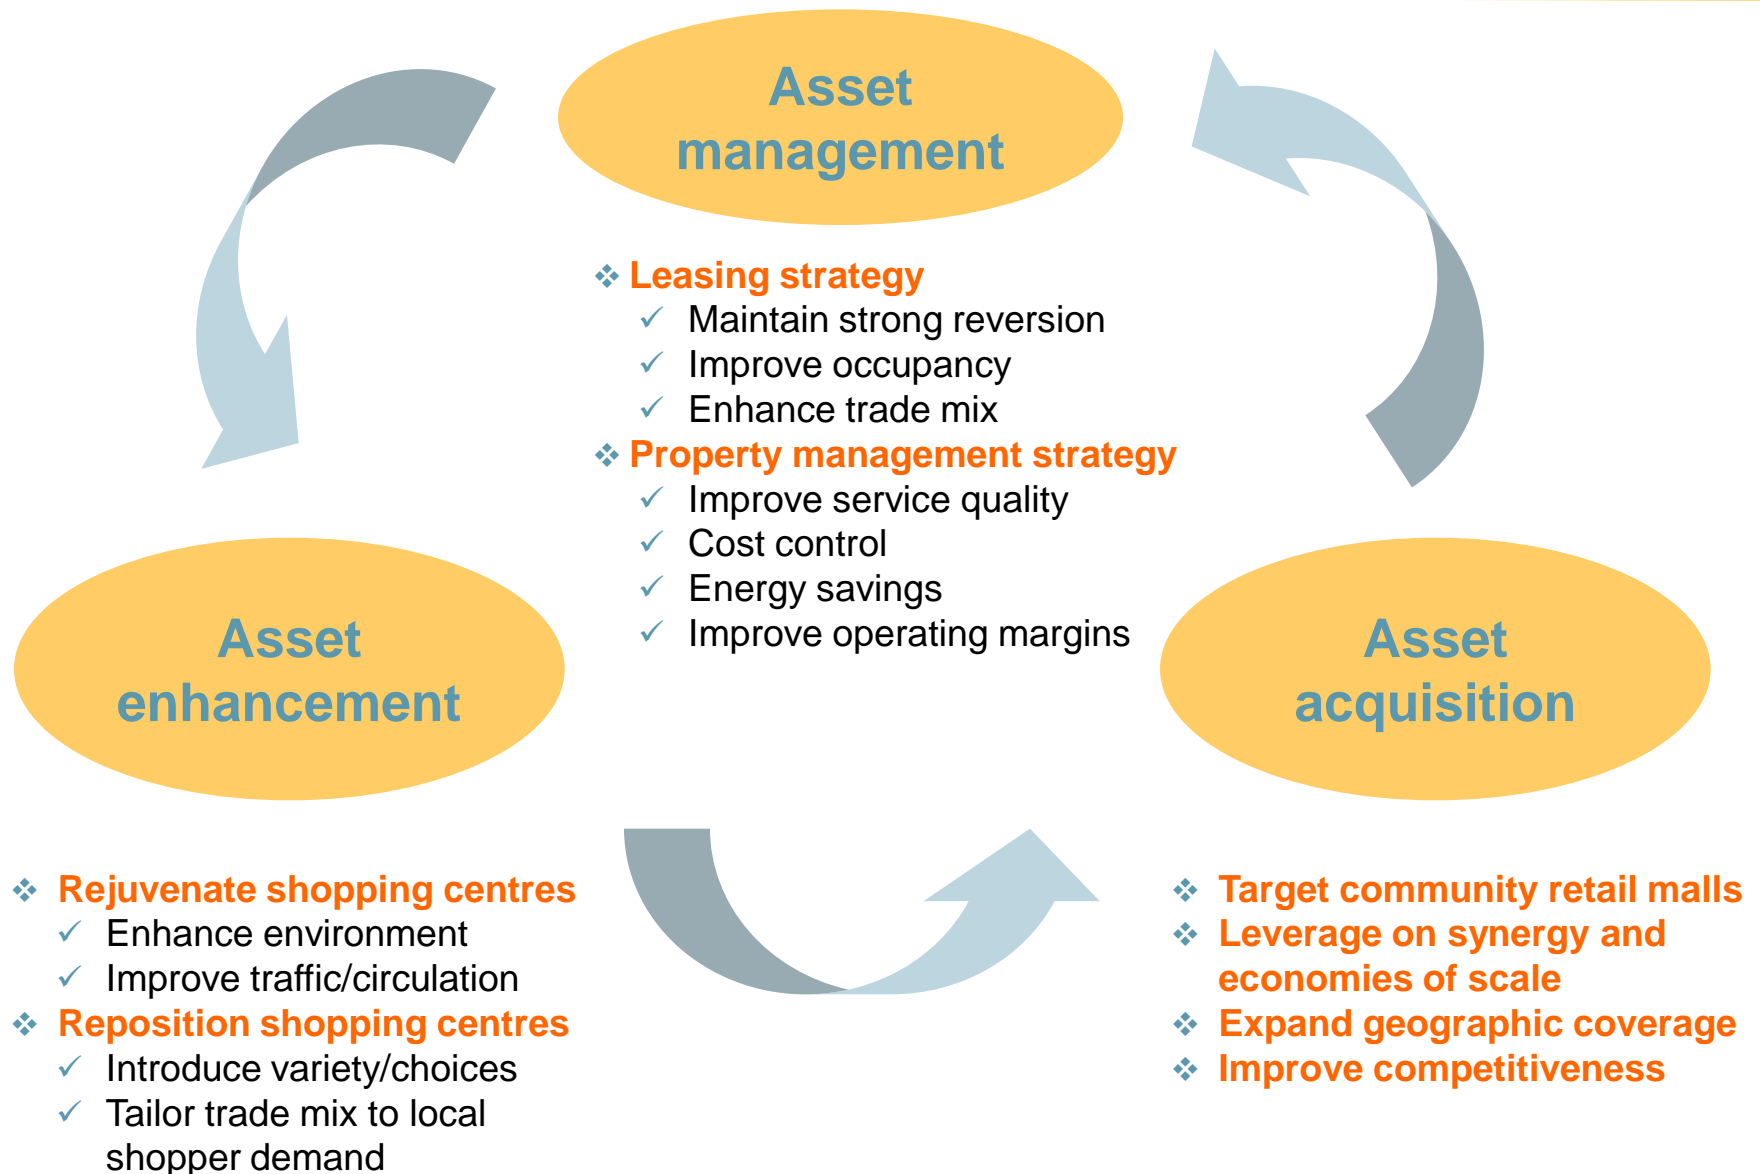 Asset
management
Leasing strategy
Maintain strong reversion
Improve occupancy
Enhance trade mix
Property management strategy
Improve service quality
Cost control
Energy savings
Improve operating margins
Asset
enhancement
Rejuvenate shopping centres
Enhance environment
Improve traffic/circulation
Reposition shopping centres
Introduce variety/choices
Tailor trade mix to local
shopper demand
Asset
acquisition
Target community retail malls
Leverage on synergy and
economies of scale
Expand geographic coverage
Improve competitiveness